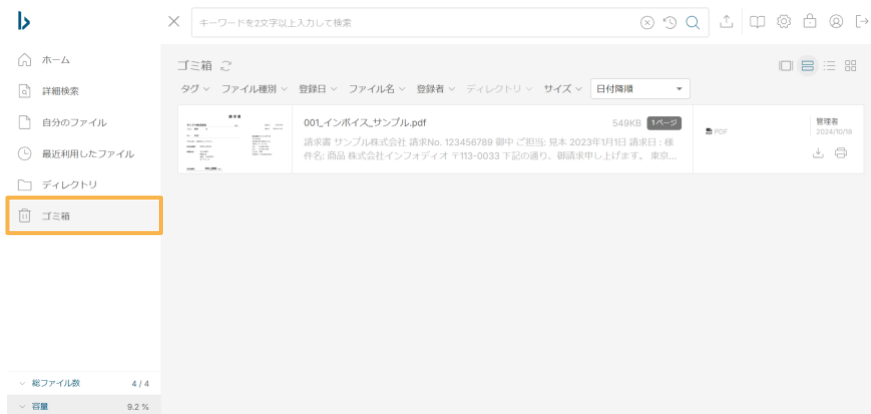 キーワードを2文字以上入力して検索
ホーム
詳細検索
自分のファイル
最近利用したファイル
ディレクトリ
ゴミ箱
総ファイル数 4 / 4
容量 9.2 %
ゴミ箱
タグ ファイル種別 登録日 ファイル名 登録者 ディレクトリ サイズ 日付降順
001_インボイス_サンプル.pdf 549KB 1ページ
請求書 サンプル株式会社 請求No. 123456789 御中 ご担当: 見本 2023年1月1日 請求日 : 様
件名: 商品 株式会社インフォディオ 〒113-0033 下記の通り、御請求申し上げます。 東京...
PDF
管理者
2024/10/18